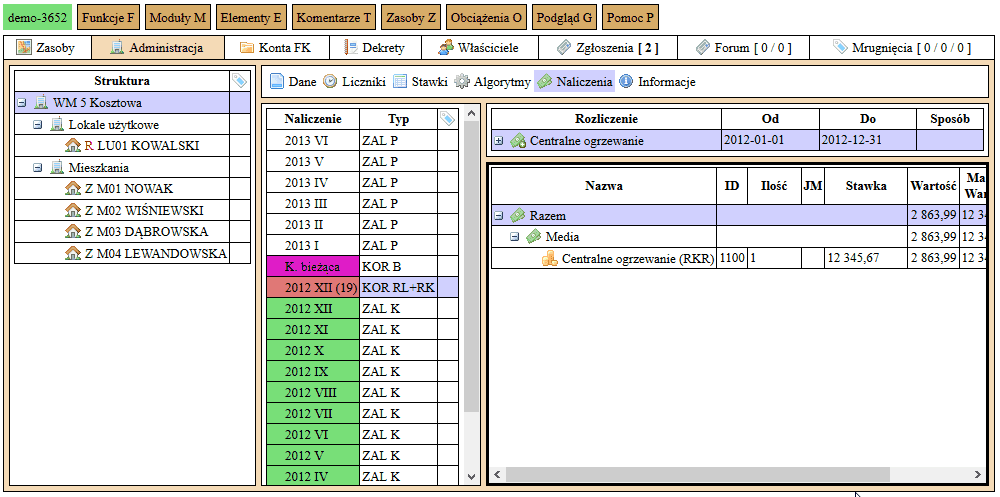 demo-3652 Funkcje F Moduły M Elementy E Komentarze T Zasoby Z Obciążenia O Podgląd G Pomoc P
Zasoby Administracja Konta FK Dekrety Właściciele Zgłoszenia [ 2 ] Forum [ 0 / 0 ] Mrugnięcia [ 0 / 0 / 0 ]
Struktura
WM 5 Kosztowa
Lokale użytkowe
R LU01 KOWALSKI
Mieszkania
Z M01 NOWAK
Z M02 WIŚNIEWSKI
Z M03 DĄBROWSKA
Z M04 LEWANDOWSKA
Dane Liczniki Stawki Algorytmy Naliczenia Informacje
Naliczenie Typ
2013 VI ZAL P
2013 V ZAL P
2013 IV ZAL P
2013 III ZAL P
2013 II ZAL P
2013 I ZAL P
K. bieżąca KOR B
2012 XII (19) KOR RL+RK
2012 XII ZAL K
2012 XI ZAL K
2012 X ZAL K
2012 IX ZAL K
2012 VIII ZAL K
2012 VII ZAL K
2012 VI ZAL K
2012 V ZAL K
2012 IV ZAL K
Rozliczenie Od Do Sposób
Centralne ogrzewanie 2012-01-01 2012-12-31
Nazwa ID Ilość JM Stawka Wartość Ma
War
Razem 2 863,99 12 34
Media 2 863,99 12 34
Centralne ogrzewanie (RKR) 1100 1 12 345,67 2 863,99 12 34